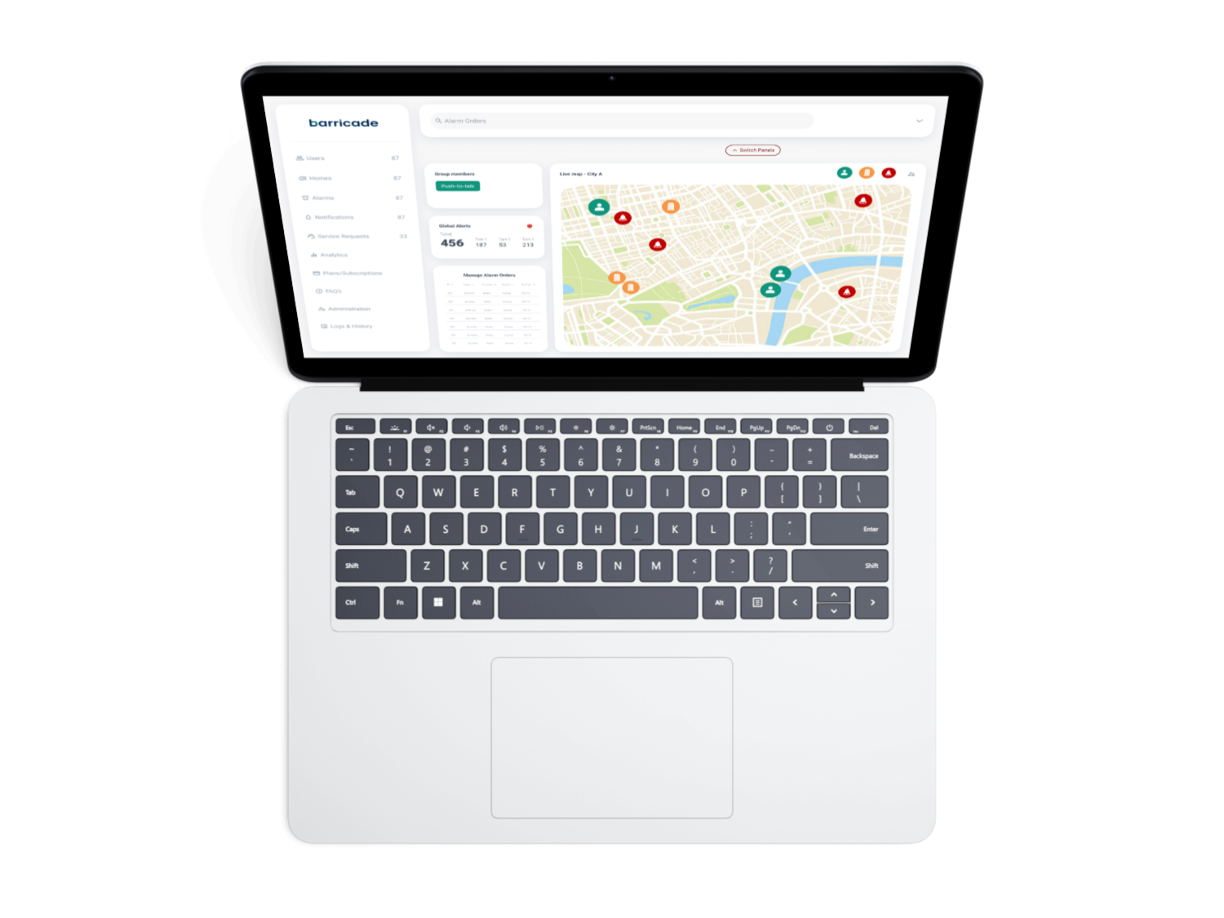 barricade
Users 87
Homes 87
Alarms 87
Notifications 87
Service Requests
Analytics
Plans/Subscriptions
FAQ's
Administration
Logs & History
Alarm Orders
Switch Panels
Group members
Push-to-talk
Global Alerts
Total
456 187 93 213
Manage Alarm Orders
Live map - City A
Esc PrtScn Home End PgUp PgDn Del
~ ! @ # $ % ^ & * ( ) _ +
` 1 2 3 4 5 6 7 8 9 0 - = Backspace
Tab Q W E R T Y U I O P { } |
[ ] \
Caps A S D F G H J K L : " Enter
; '
Shift Z X C V B N M < > ? Shift
, . /
Ctrl Fn Alt Alt